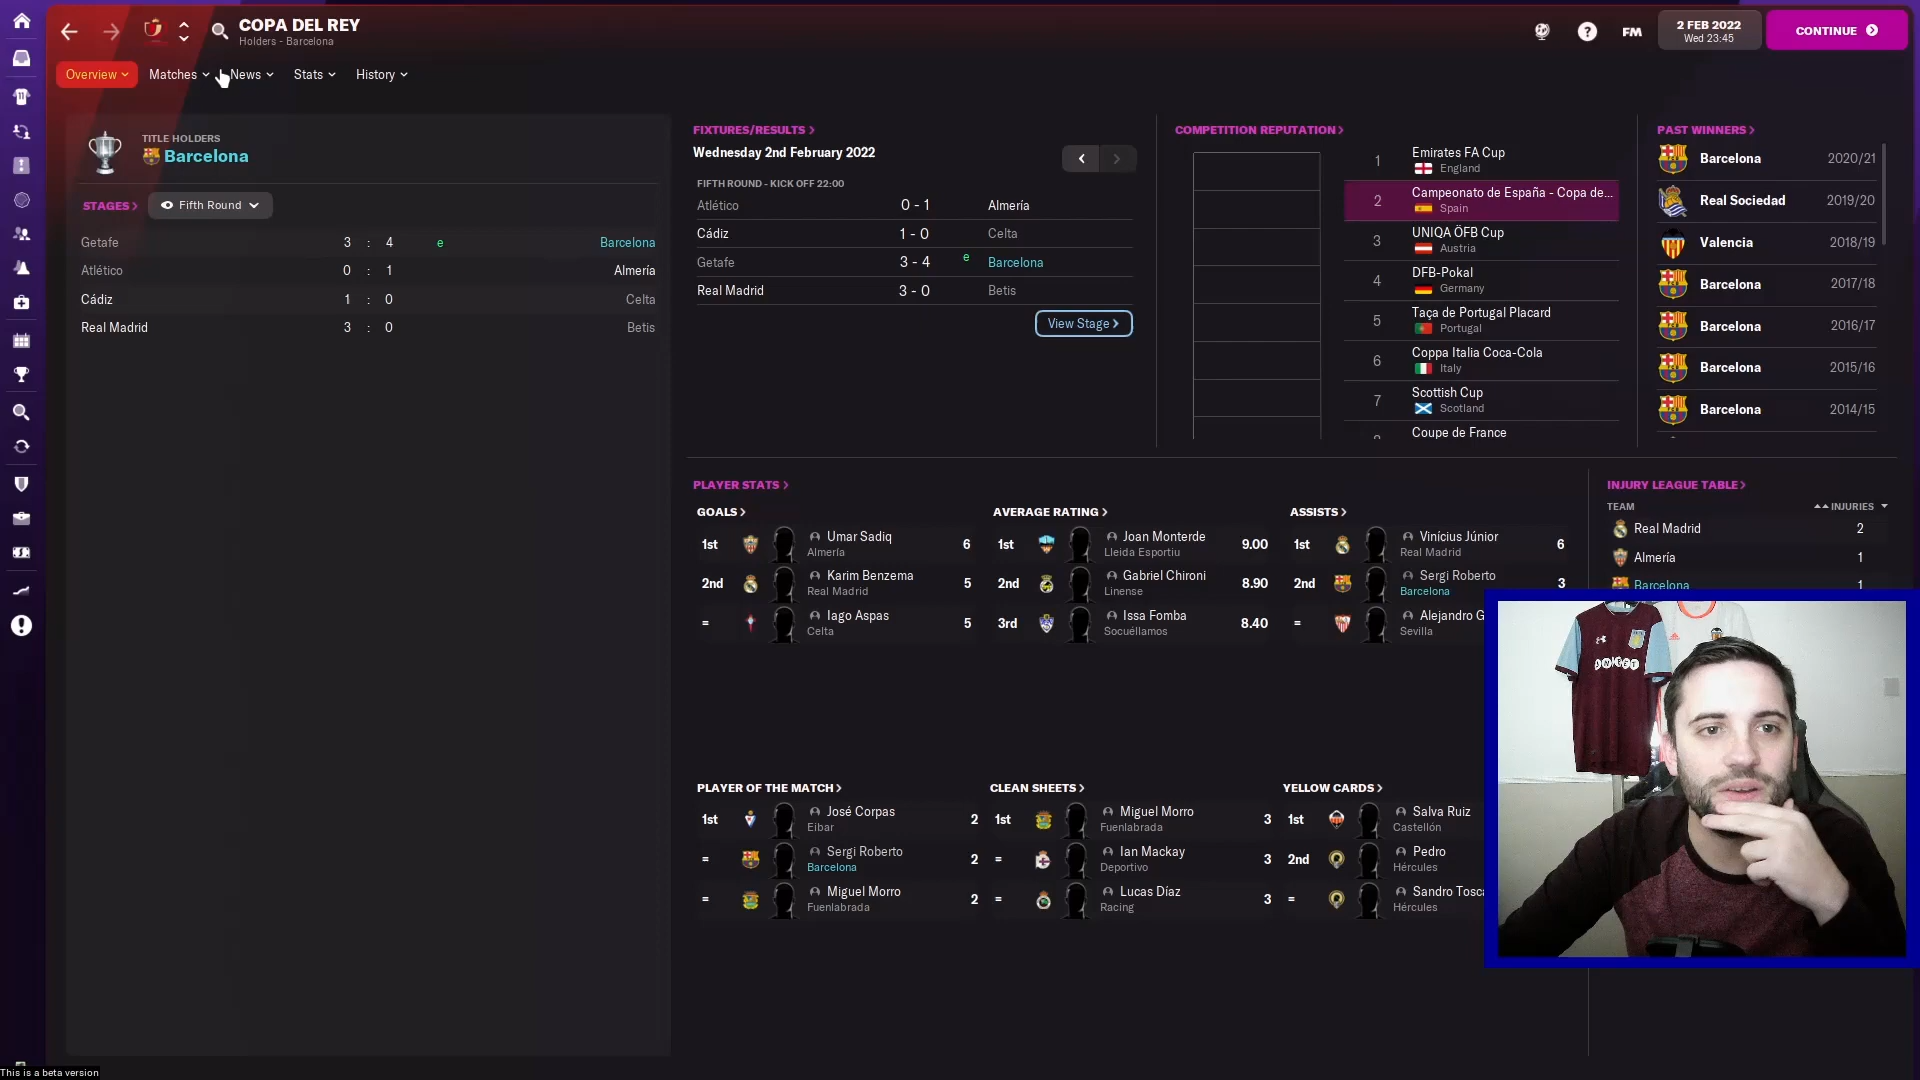 COPA DEL REY
Holders - Barcelona
FM
2 FEB 2022
Wed 23:45
CONTINUE
Overview
Matches
News
Stats
History
TITLE HOLDERS
Barcelona
STAGES
Fifth Round
Getafe 3 : 4 e Barcelona
Atlético 0 : 1 Almería
Cádiz 1 : 0 Celta
Real Madrid 3 : 0 Betis
FIXTURES/RESULTS
Wednesday 2nd February 2022
FIFTH ROUND - KICK OFF 22:00
Atlético 0 - 1 Almería
Cádiz 1 - 0 Celta
Getafe 3 - 4 e Barcelona
Real Madrid 3 - 0 Betis
View Stage
COMPETITION REPUTATION
1 Emirates FA Cup
England
2 Campeonato de España - Copa de...
Spain
3 UNIQA ÖFB Cup
Austria
4 DFB-Pokal
Germany
5 Taça de Portugal Placard
Portugal
6 Coppa Italia Coca-Cola
Italy
7 Scottish Cup
Scotland
Coupe de France
PAST WINNERS
Barcelona 2020/21
Real Sociedad 2019/20
Valencia 2018/19
Barcelona 2017/18
Barcelona 2016/17
Barcelona 2015/16
Barcelona 2014/15
PLAYER STATS
GOALS
1st Umar Sadiq 6
Almería
2nd Karim Benzema 5
Real Madrid
= Iago Aspas 5
Celta
AVERAGE RATING
1st Joan Monterde 9.00
Lleida Esportiu
2nd Gabriel Chironi 8.90
Linense
3rd Issa Fomba 8.40
Socuéllamos
ASSISTS
1st Vinícius Júnior 6
Real Madrid
2nd Sergi Roberto 3
Barcelona
= Alejandro G
Sevilla
INJURY LEAGUE TABLE
TEAM INJURIES
Real Madrid 2
Almería 1
Barcelona 1
PLAYER OF THE MATCH
1st José Corpas 2
Eibar
= Sergi Roberto 2
Barcelona
= Miguel Morro 2
Fuenlabrada
CLEAN SHEETS
1st Miguel Morro 3
Fuenlabrada
= Ian Mackay 3
Deportivo
= Lucas Díaz 3
Racing
YELLOW CARDS
1st Salva Ruiz
Castellón
2nd Pedro
Hércules
= Sandro Tosca
Hércules
This is a beta version